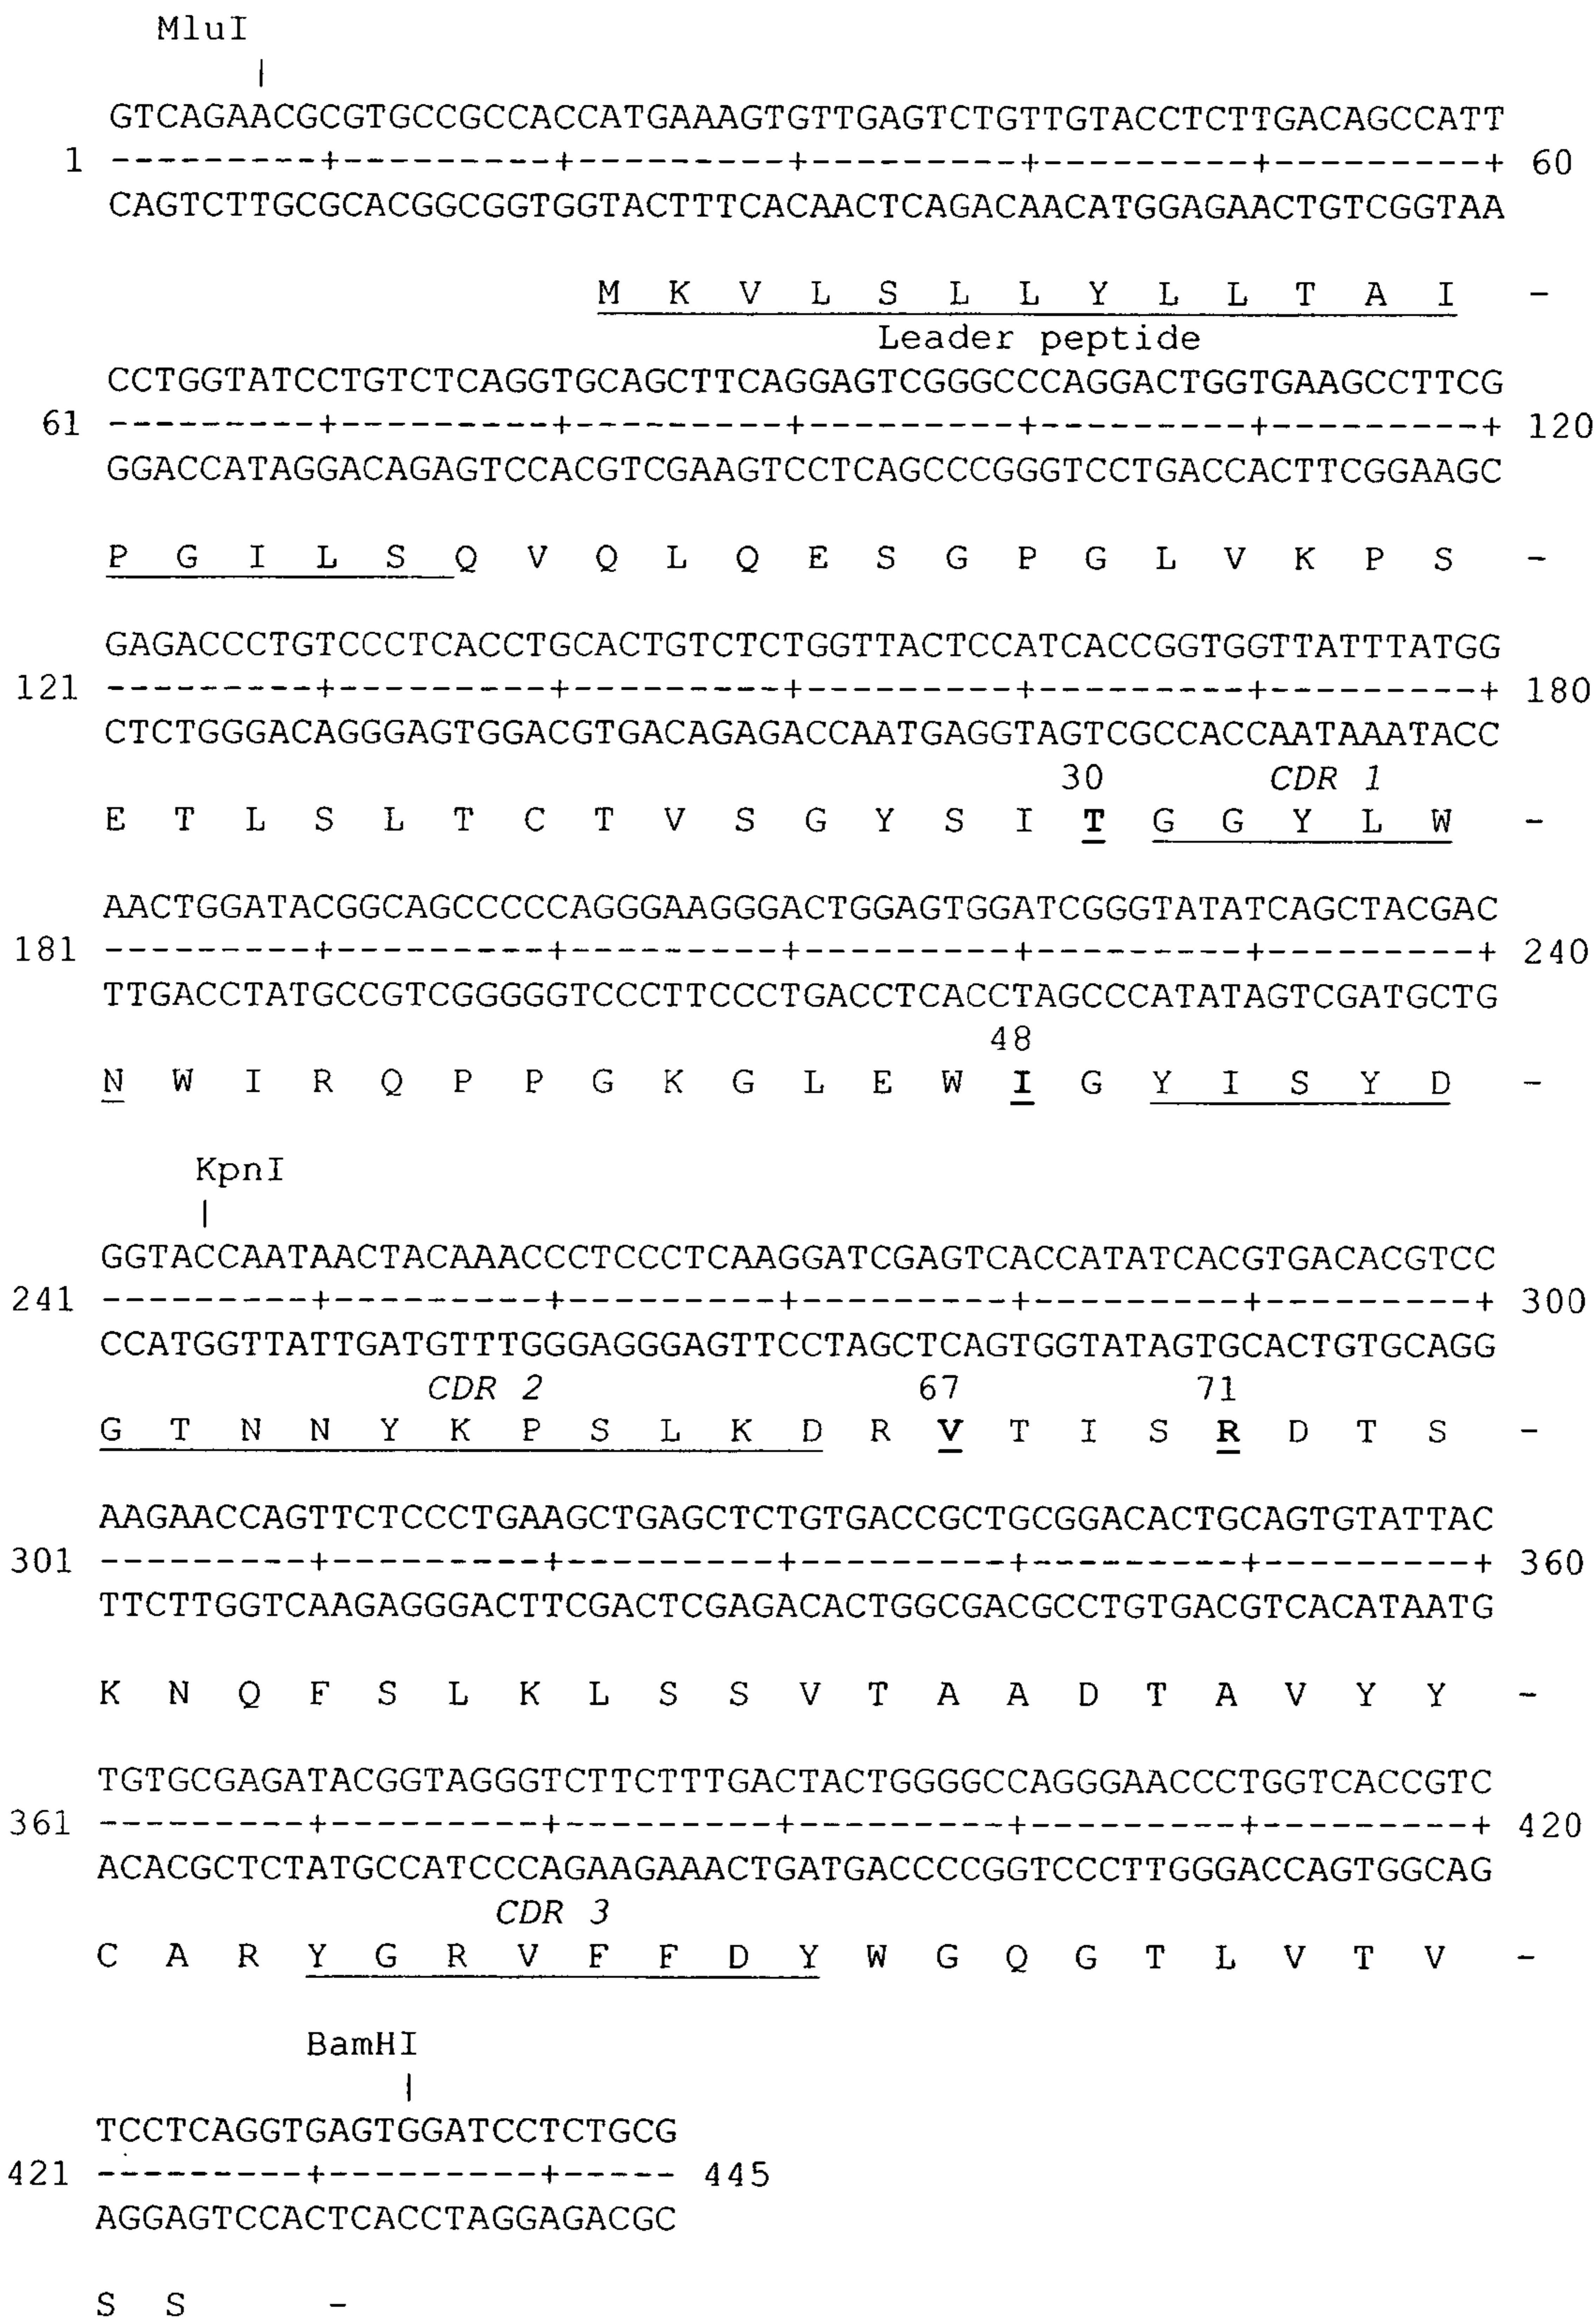 MluI
|
GTCAGAACGCGTGCCGCCACCATGAAAGTGTTGAGTCTGTTGTACCTCTTGACAGCCATT
1 ---------+---------+---------+---------+---------+---------+ 60
CAGTCTTGCGCACGGCGGTGGTACTTTCACAACTCAGACAACATGGAGAACTGTCGGTAA
M K V L S L L Y L L T A I -
Leader peptide
CCTGGTATCCTGTCTCAGGTGCAGCTTCAGGAGTCGGGCCCAGGACTGGTGAAGCCTTCG
61 ---------+---------+---------+---------+---------+---------+ 120
GGACCATAGGACAGAGTCCACGTCGAAGTCCTCAGCCCGGGTCCTGACCACTTCGGAAGC
P G I L S Q V Q L Q E S G P G L V K P S -
GAGACCCTGTCCCTCACCTGCACTGTCTCTGGTTACTCCATCACCGGTGGTTATTTATGG
121 ---------+---------+---------+---------+---------+---------+ 180
CTCTGGGACAGGGAGTGGACGTGACAGAGACCAATGAGGTAGTCGCCACCAATAAATACC
30 CDR 1
E T L S L T C T V S G Y S I T G G Y L W -
AACTGGATACGGCAGCCCCCAGGGAAGGGACTGGAGTGGATCGGGTATATCAGCTACGAC
181 ---------+---------+---------+---------+---------+---------+ 240
TTGACCTATGCCGTCGGGGGTCCCTTCCCTGACCTCACCTAGCCCATATAGTCGATGCTG
48
N W I R Q P P G K G L E W I G Y I S Y D -
KpnI
|
GGTACCAATAACTACAAACCCTCCCTCAAGGATCGAGTCACCATATCACGTGACACGTCC
241 ---------+---------+---------+---------+---------+---------+ 300
CCATGGTTATTGATGTTTGGGAGGGAGTTCCTAGCTCAGTGGTATAGTGCACTGTGCAGG
CDR 2 67 71
G T N N Y K P S L K D R V T I S R D T S -
AAGAACCAGTTCTCCCTGAAGCTGAGCTCTGTGACCGCTGCGGACACTGCAGTGTATTAC
301 ---------+---------+---------+---------+---------+---------+ 360
TTCTTGGTCAAGAGGGACTTCGACTCGAGACACTGGCGACGCCTGTGACGTCACATAATG
K N Q F S L K L S S V T A A D T A V Y Y -
TGTGCGAGATACGGTAGGGTCTTCTTTGACTACTGGGGCCAGGGAACCCTGGTCACCGTC
361 ---------+---------+---------+---------+---------+---------+ 420
ACACGCTCTATGCCATCCCAGAAGAAACTGATGACCCCGGTCCCTTGGGACCAGTGGCAG
CDR 3
C A R Y G R V F F D Y W G Q G T L V T V -
BamHI
|
TCCTCAGGTGAGTGGATCCTCTGCG
421 ---------+---------+----- 445
AGGAGTCCACTCACCTAGGAGACGC
S S -